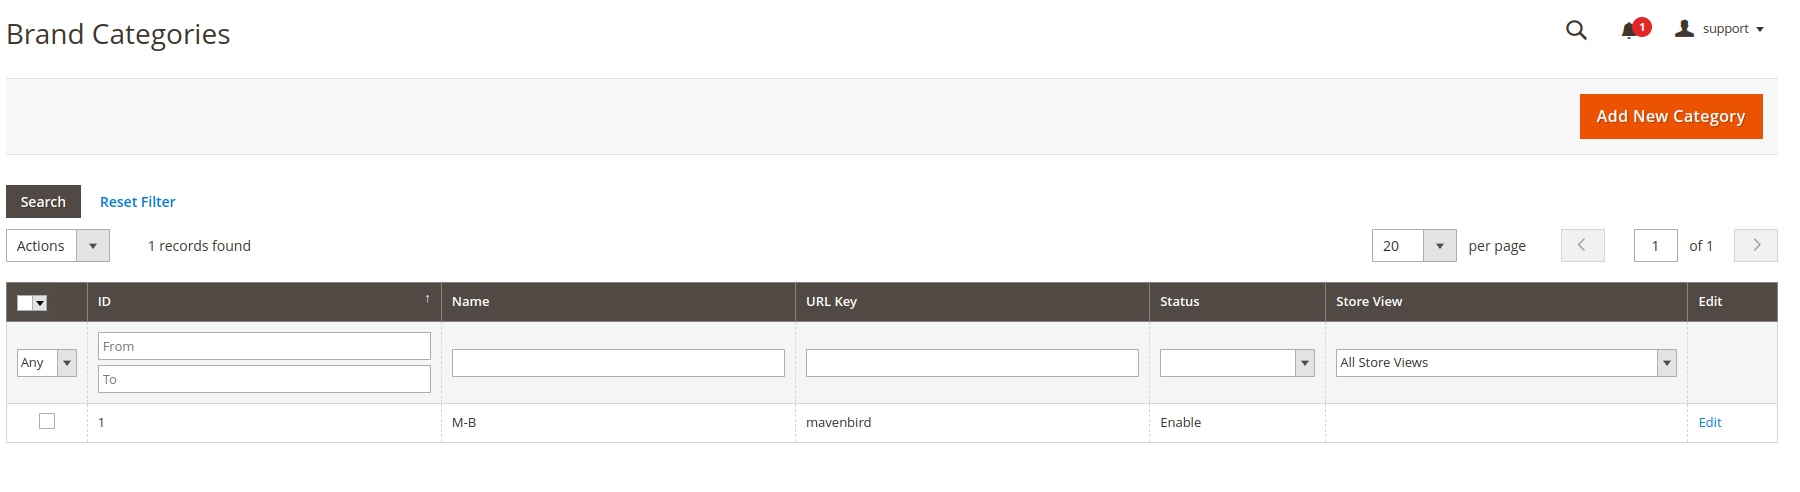 Brand Categories
1
support
Add New Category
Search Reset Filter
Actions 1 records found 20 per page 1 of 1
ID ↑ Name URL Key Status Store View Edit
From
Any All Store Views
To
1 M-B mavenbird Enable Edit